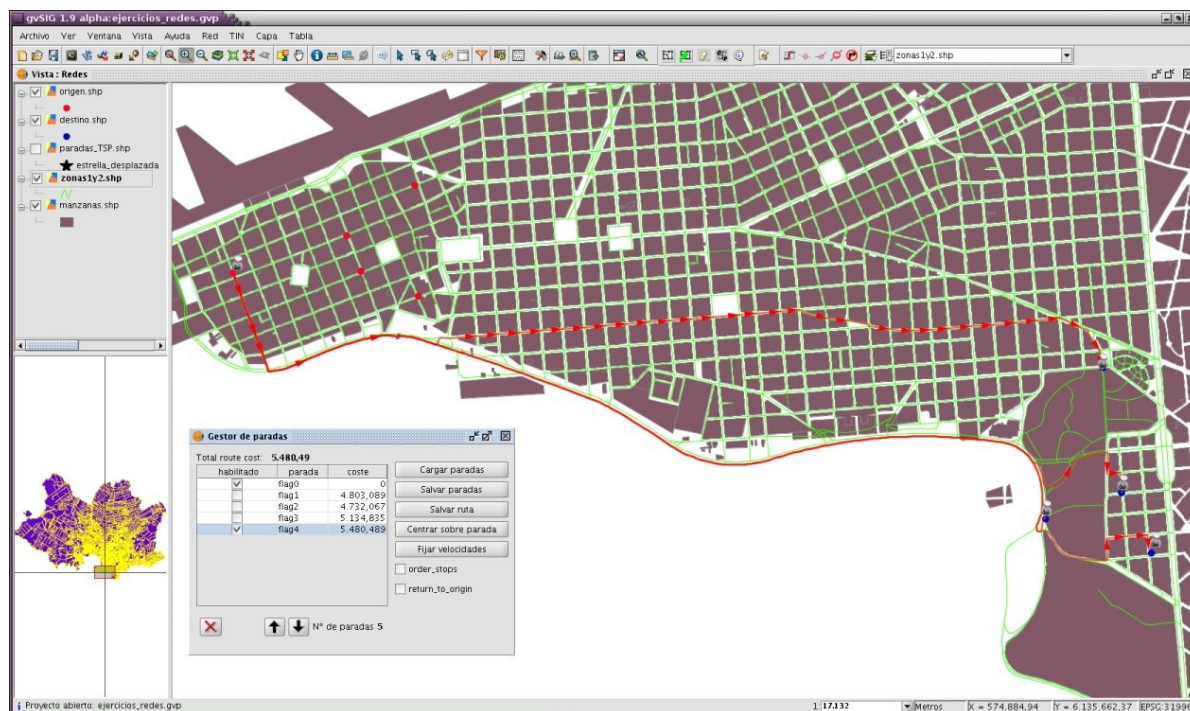 gvSIG 1.9 alpha:ejercicios_redes.gvp
Archivo Ver Ventana Vista Ayuda Red TIN Capa Tabla
zonas1y2.shp
Vista : Redes
origen.shp
destino.shp
paradas_TSP.shp
estrella_desplazada
zonas1y2.shp
manzanas.shp
Gestor de paradas
Total route cost: 5.480,49
habilitado parada coste
flag0 0
flag1 4.803,089
flag2 4.732,067
flag3 5.134,835
flag4 5.480,489
Cargar paradas
Salvar paradas
Salvar ruta
Centrar sobre parada
Fijar velocidades
order_stops
return_to_origin
Nº de paradas 5
Proyecto abierto: ejercicios_redes.gvp 1: 17.132 Metros X = 574.884,94 Y = 6.135.662,37 EPSG:31996